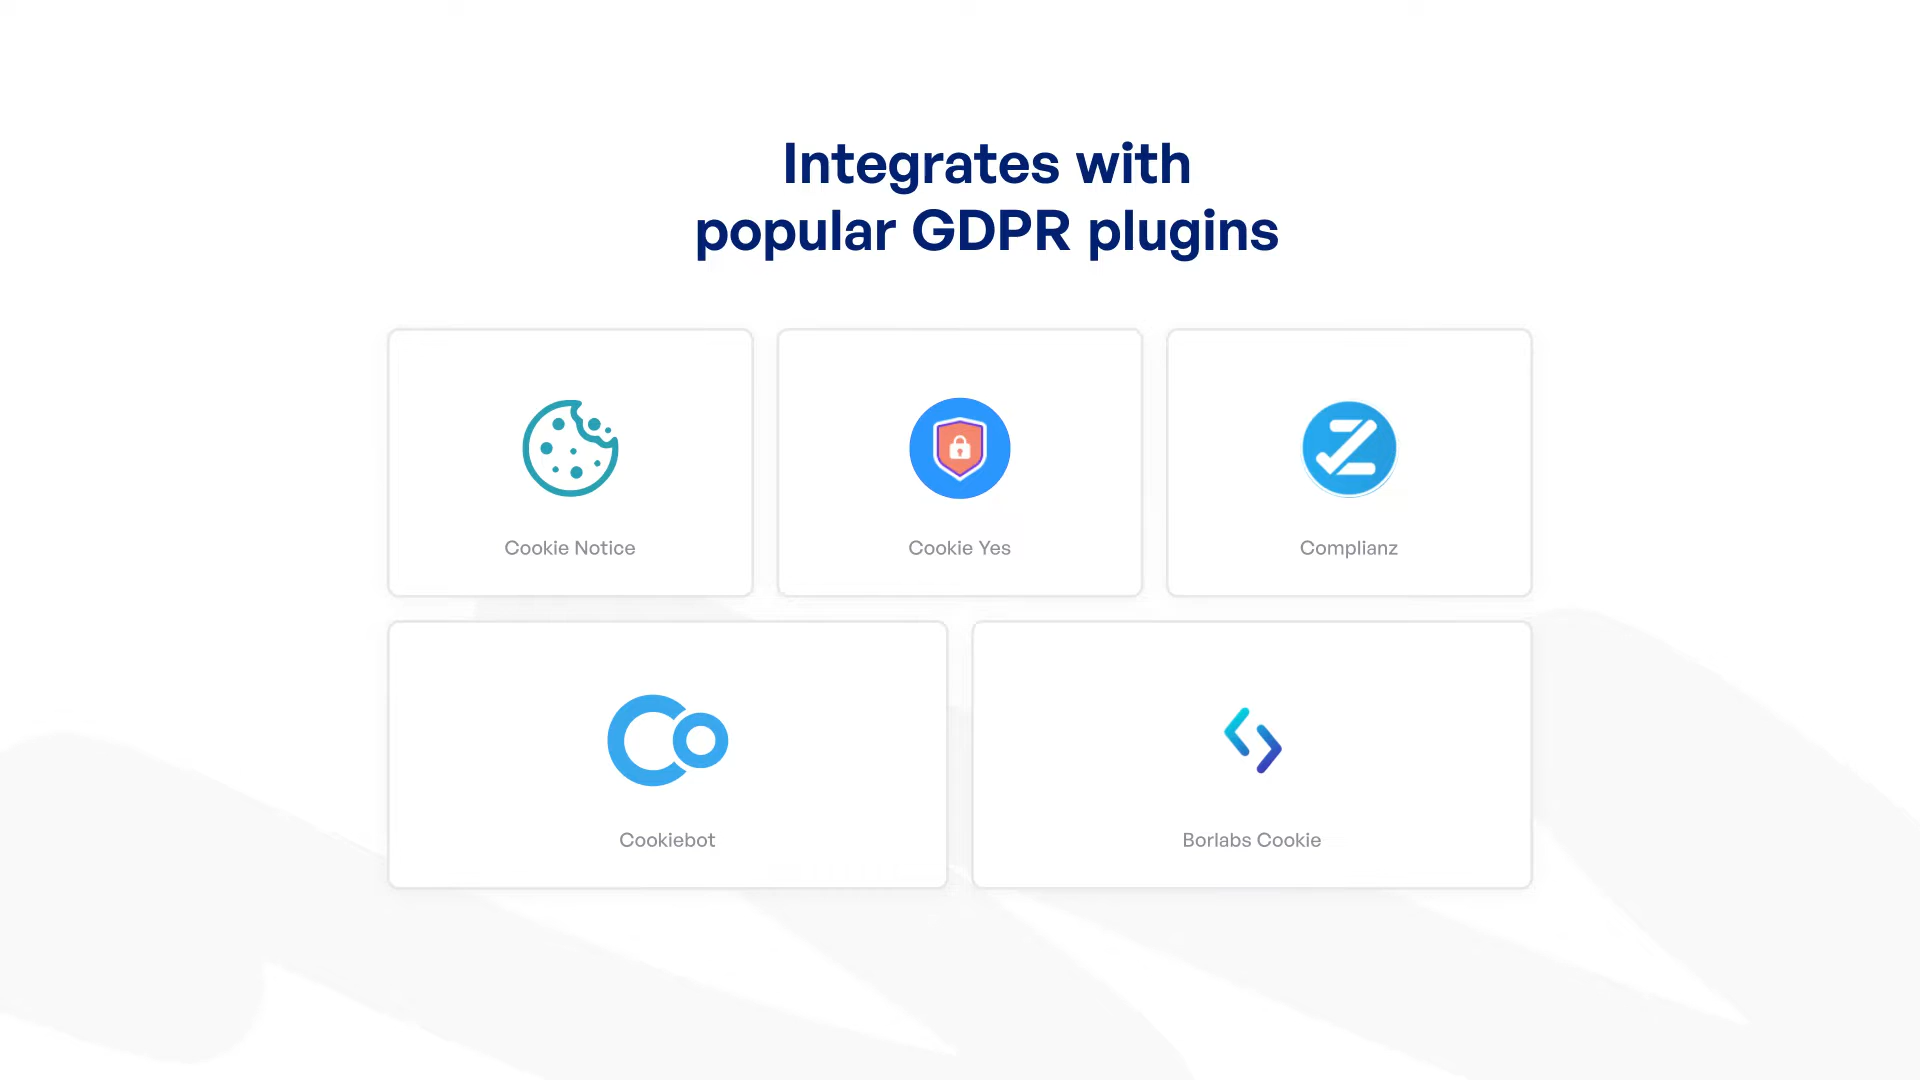 Integrates with
popular GDPR plugins
Cookie Notice
Cookie Yes
Complianz
Cookiebot
Borlabs Cookie